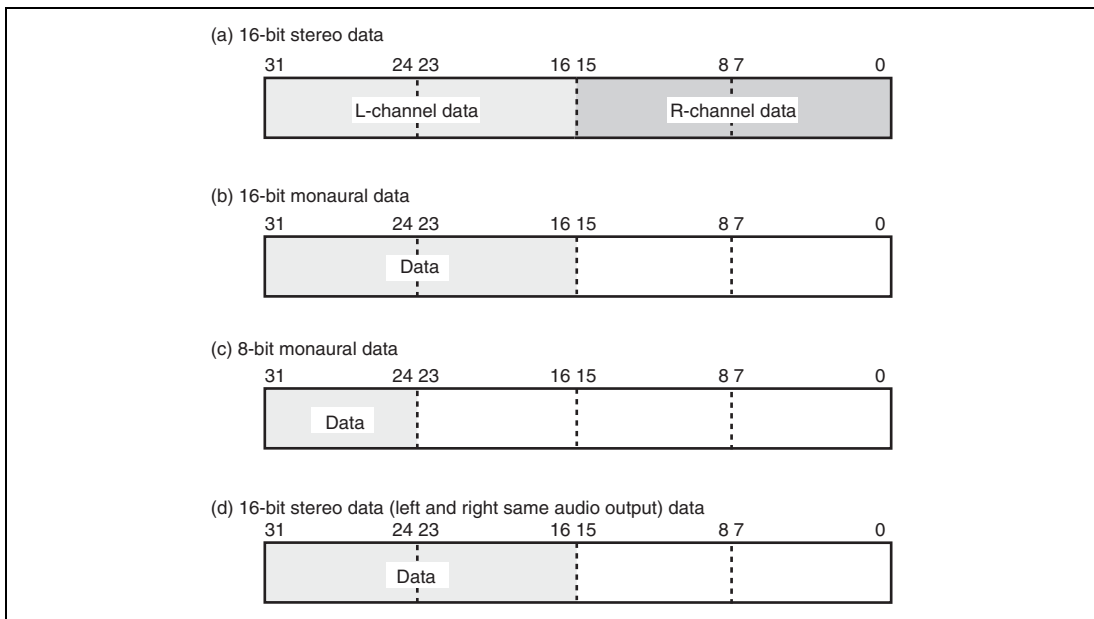 (a) 16-bit stereo data
31 24 23 16 15 8 7 0
L-channel data R-channel data
(b) 16-bit monaural data
31 24 23 16 15 8 7 0
Data
(c) 8-bit monaural data
31 24 23 16 15 8 7 0
Data
(d) 16-bit stereo data (left and right same audio output) data
31 24 23 16 15 8 7 0
Data